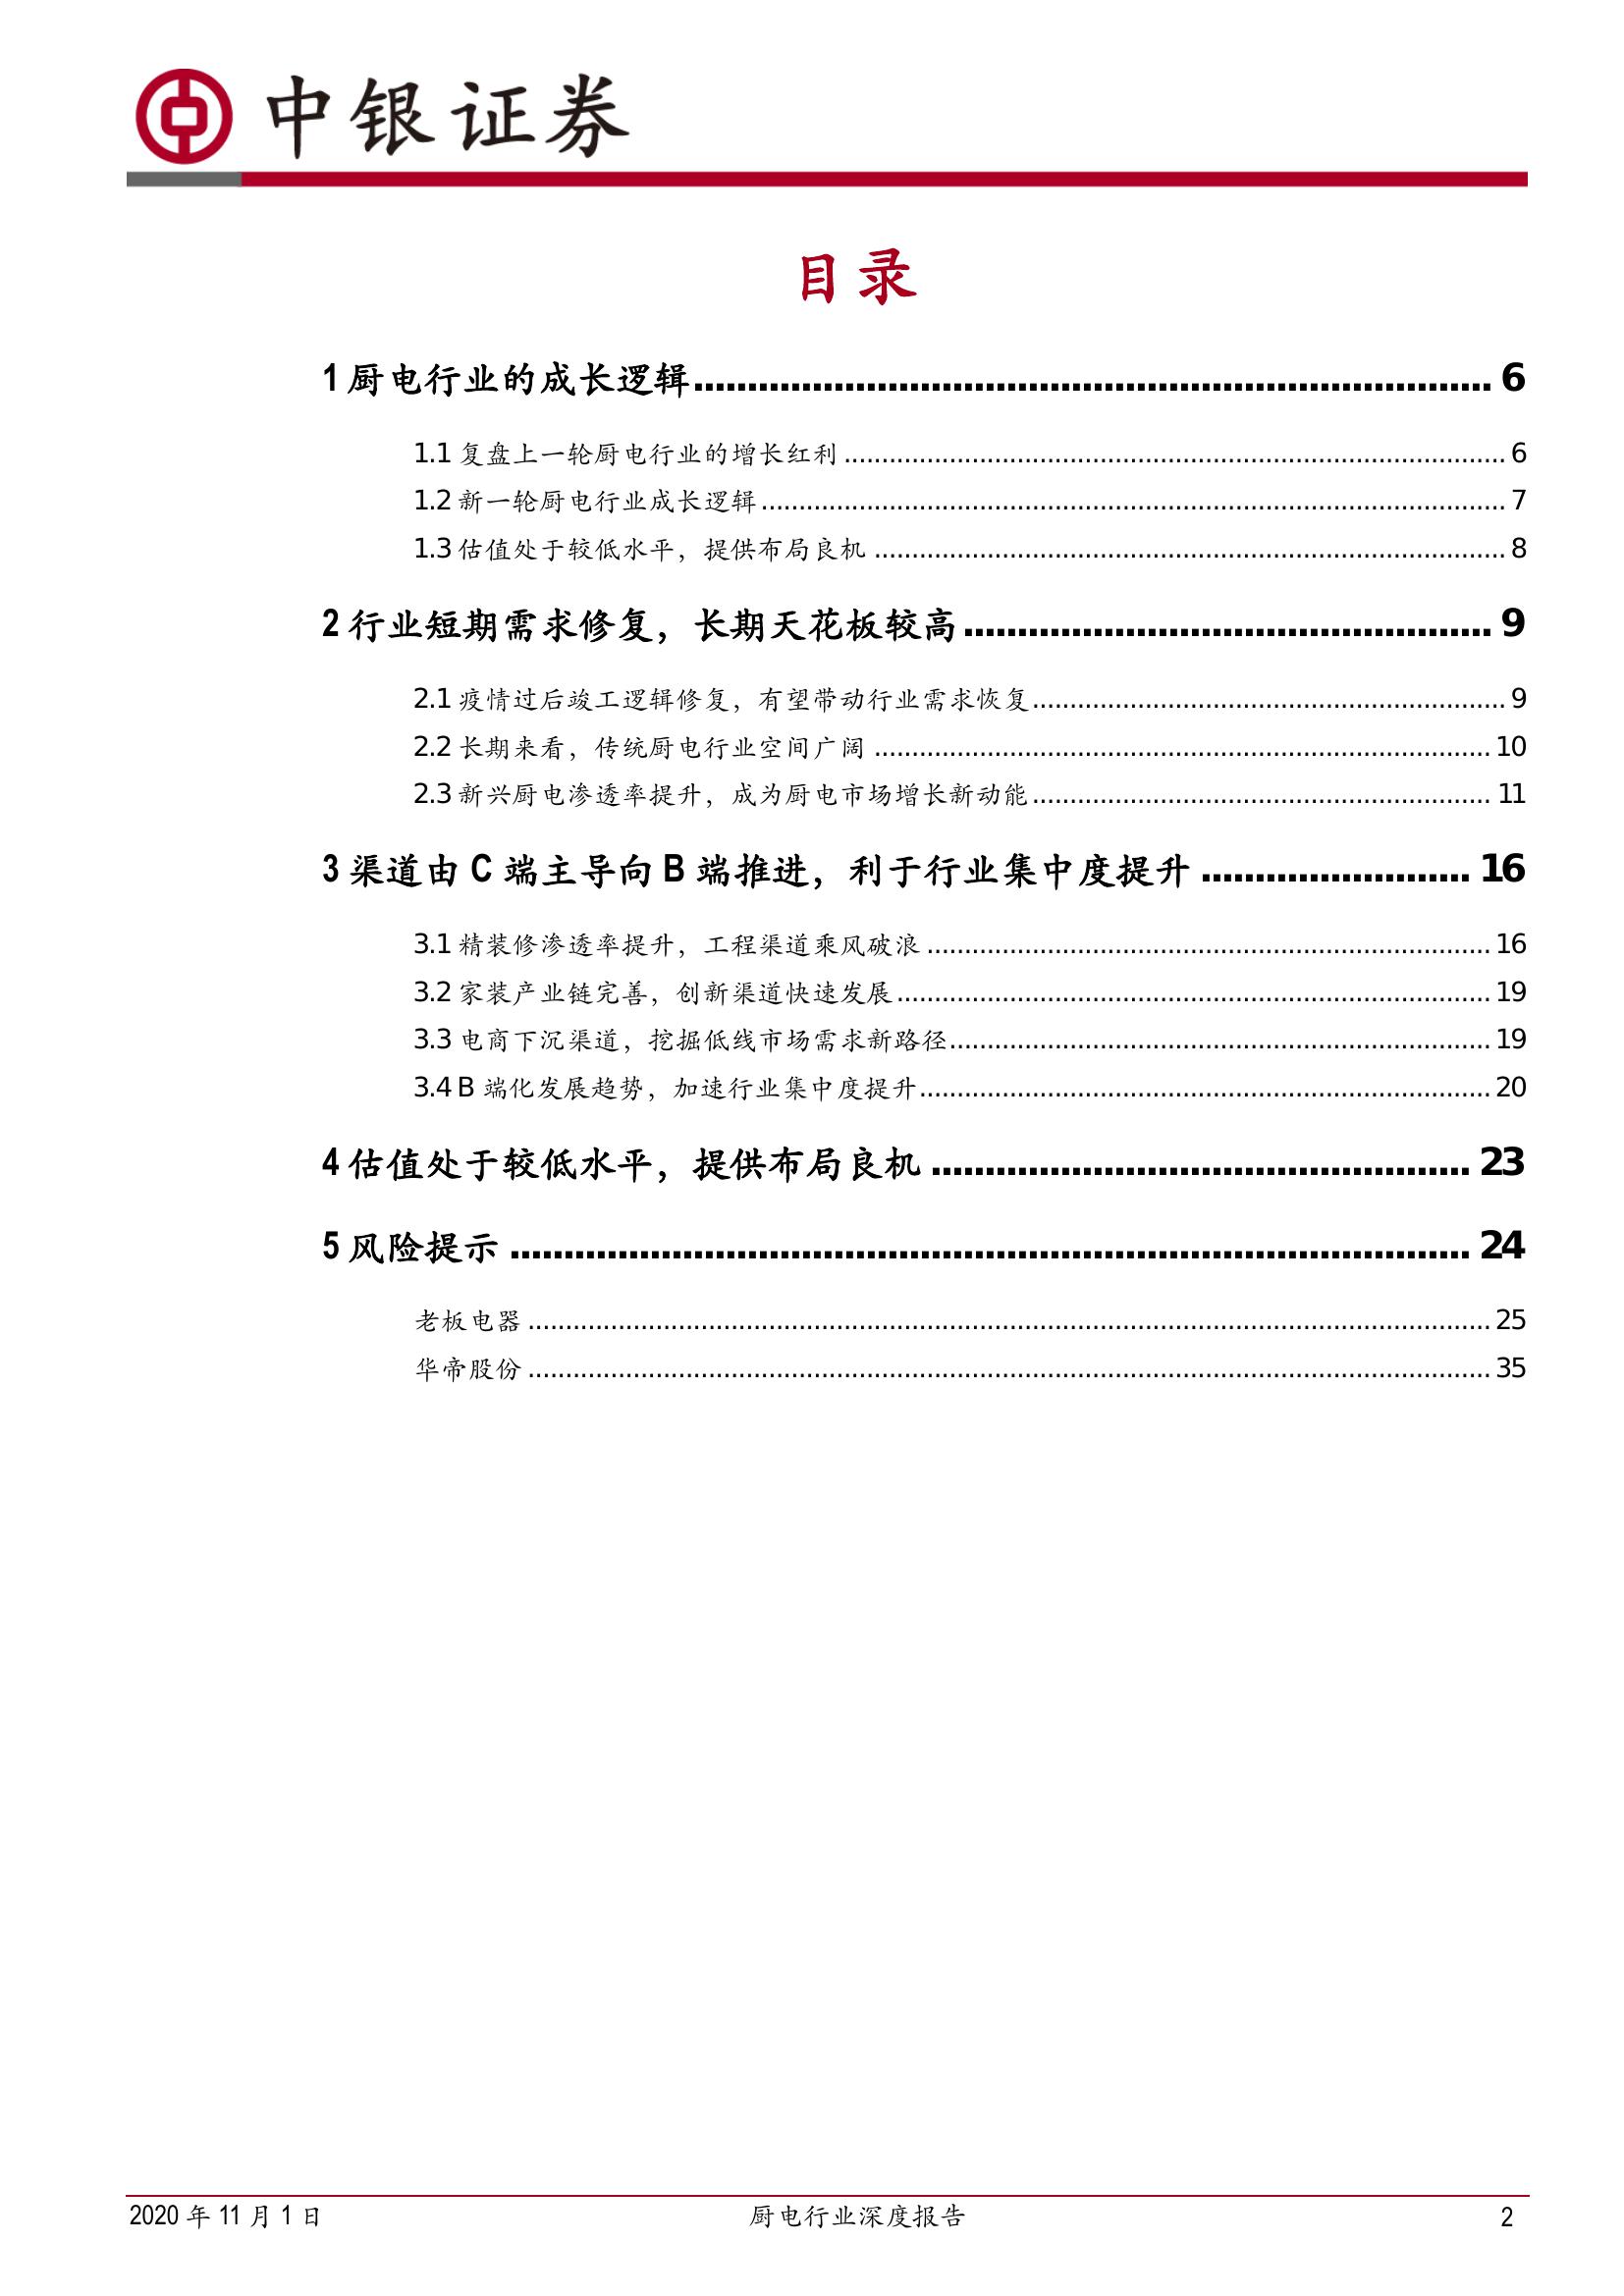 中银证券
目录
1 厨电行业的成长逻辑 6
1.1 复盘上一轮厨电行业的增长红利 6
1.2 新一轮厨电行业成长逻辑 7
1.3 估值处于较低水平，提供布局良机 8
2 行业短期需求修复，长期天花板较高 9
2.1 疫情过后竣工逻辑修复，有望带动行业需求恢复 9
2.2 长期来看，传统厨电行业空间广阔 10
2.3 新兴厨电渗透率提升，成为厨电市场增长新动能 11
3 渠道由 C 端主导向 B 端推进，利于行业集中度提升 16
3.1 精装修渗透率提升，工程渠道乘风破浪 16
3.2 家装产业链完善，创新渠道快速发展 19
3.3 电商下沉渠道，挖掘低线市场需求新路径 19
3.4 B 端化发展趋势，加速行业集中度提升 20
4 估值处于较低水平，提供布局良机 23
5 风险提示 24
老板电器 25
华帝股份 35
2020 年 11 月 1 日 厨电行业深度报告 2